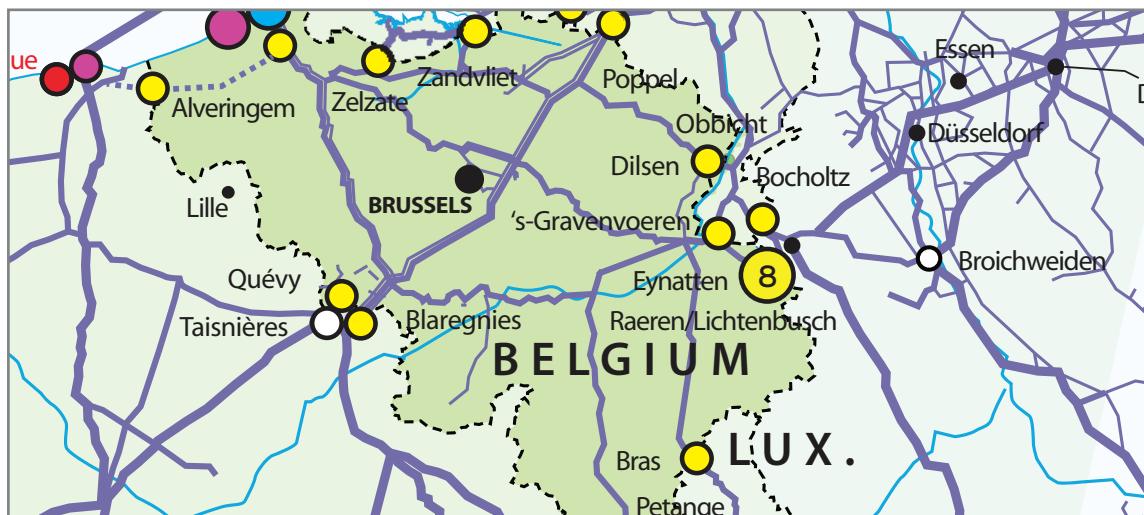 ue
Essen
Zandvliet
Poppel
Alveringem
Zelzate
Obbicht
Düsseldorf
Dilsen
Bocholtz
Lille
BRUSSELS
's-Gravenvoeren
Quévy
Eynatten
8
Broichweiden
Taisnières
Blaregnies
Raeren/Lichtenbusch
BELGIUM
LUX.
Bras
Petange